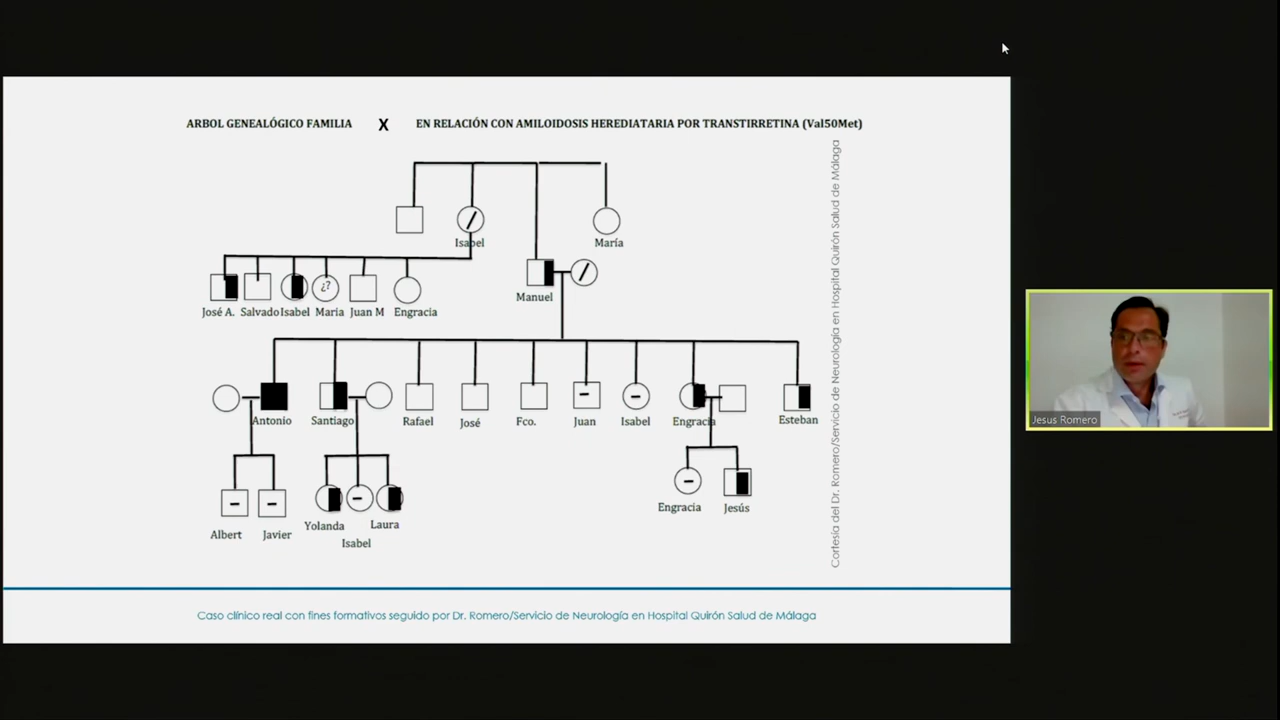 ARBOL GENEALÓGICO FAMILIA X EN RELACIÓN CON AMILOIDOSIS HEREDIATARIA POR TRANSTIRRETINA (Val50Met)
Isabel
María
¿?
José A. Salvado Isabel Maria Juan M Engracia
Manuel
Antonio Santiago Rafael José Fco. Juan Isabel Engracia Esteban
Engracia Jesús
Albert Javier Yolanda Laura
Isabel
Cortesía del Dr. Romero/Servicio de Neurología en Hospital Quirón Salud de Málaga
Caso clínico real con fines formativos seguido por Dr. Romero/Servicio de Neurología en Hospital Quirón Salud de Málaga
Jesus Romero